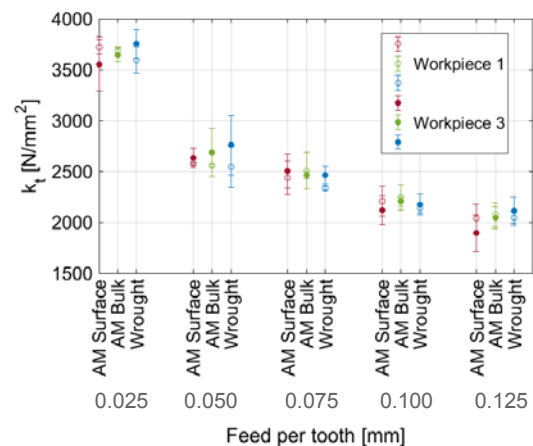 4000
3500
3000
2500
2000
1500
k_t [N/mm²]
Workpiece 1
Workpiece 3
AM Surface
AM Bulk
Wrought
AM Surface
AM Bulk
Wrought
AM Surface
AM Bulk
Wrought
AM Surface
AM Bulk
Wrought
AM Surface
AM Bulk
Wrought
0.025 0.050 0.075 0.100 0.125
Feed per tooth [mm]